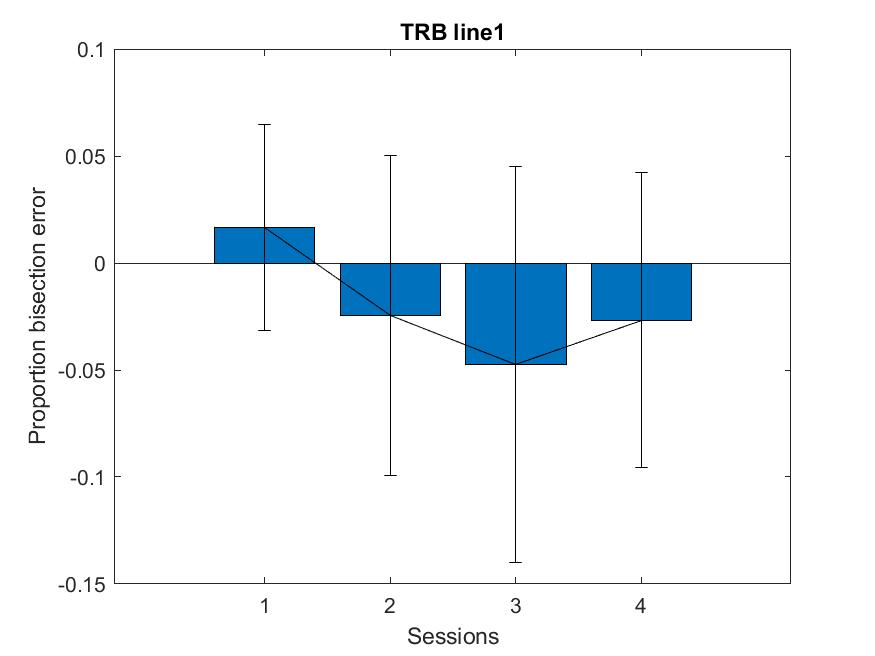 TRB line1
0.1
0.05
0
-0.05
-0.1
-0.15
Proportion bisection error
1 2 3 4
Sessions